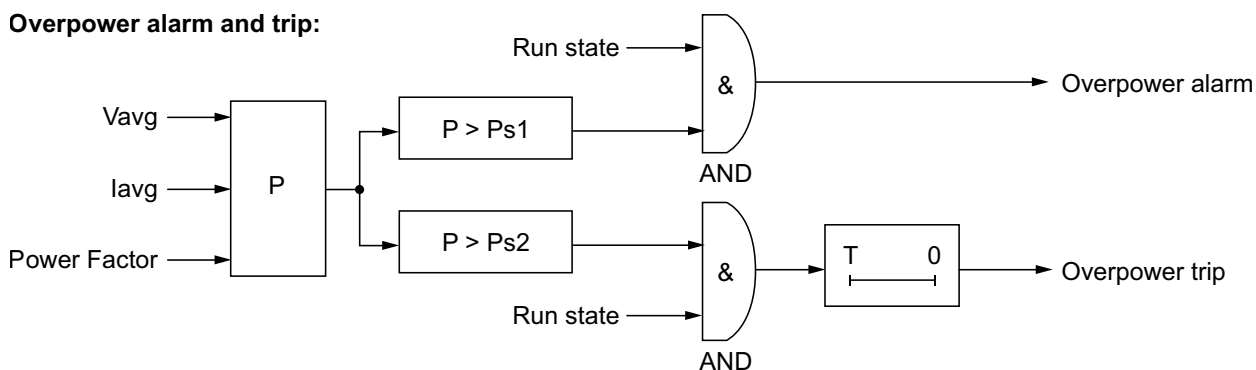 Overpower alarm and trip:
Run state
&
Overpower alarm
Vavg
P > Ps1
AND
Iavg
P
Power Factor
P > Ps2
&
T 0
Overpower trip
Run state
AND